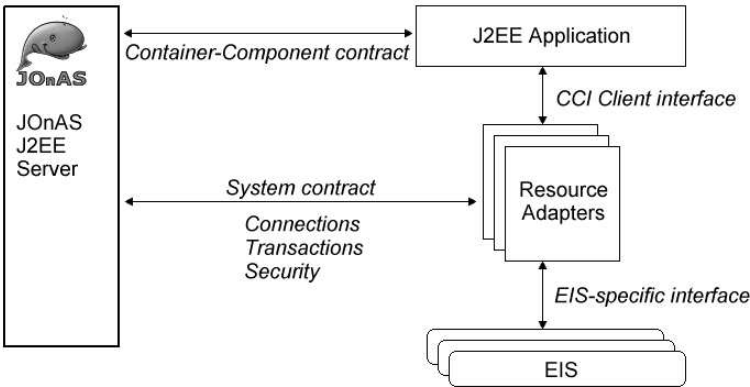 JOnAS
JOnAS
J2EE
Server
Container-Component contract
J2EE Application
CCI Client interface
System contract
Connections
Transactions
Security
Resource
Adapters
EIS-specific interface
EIS